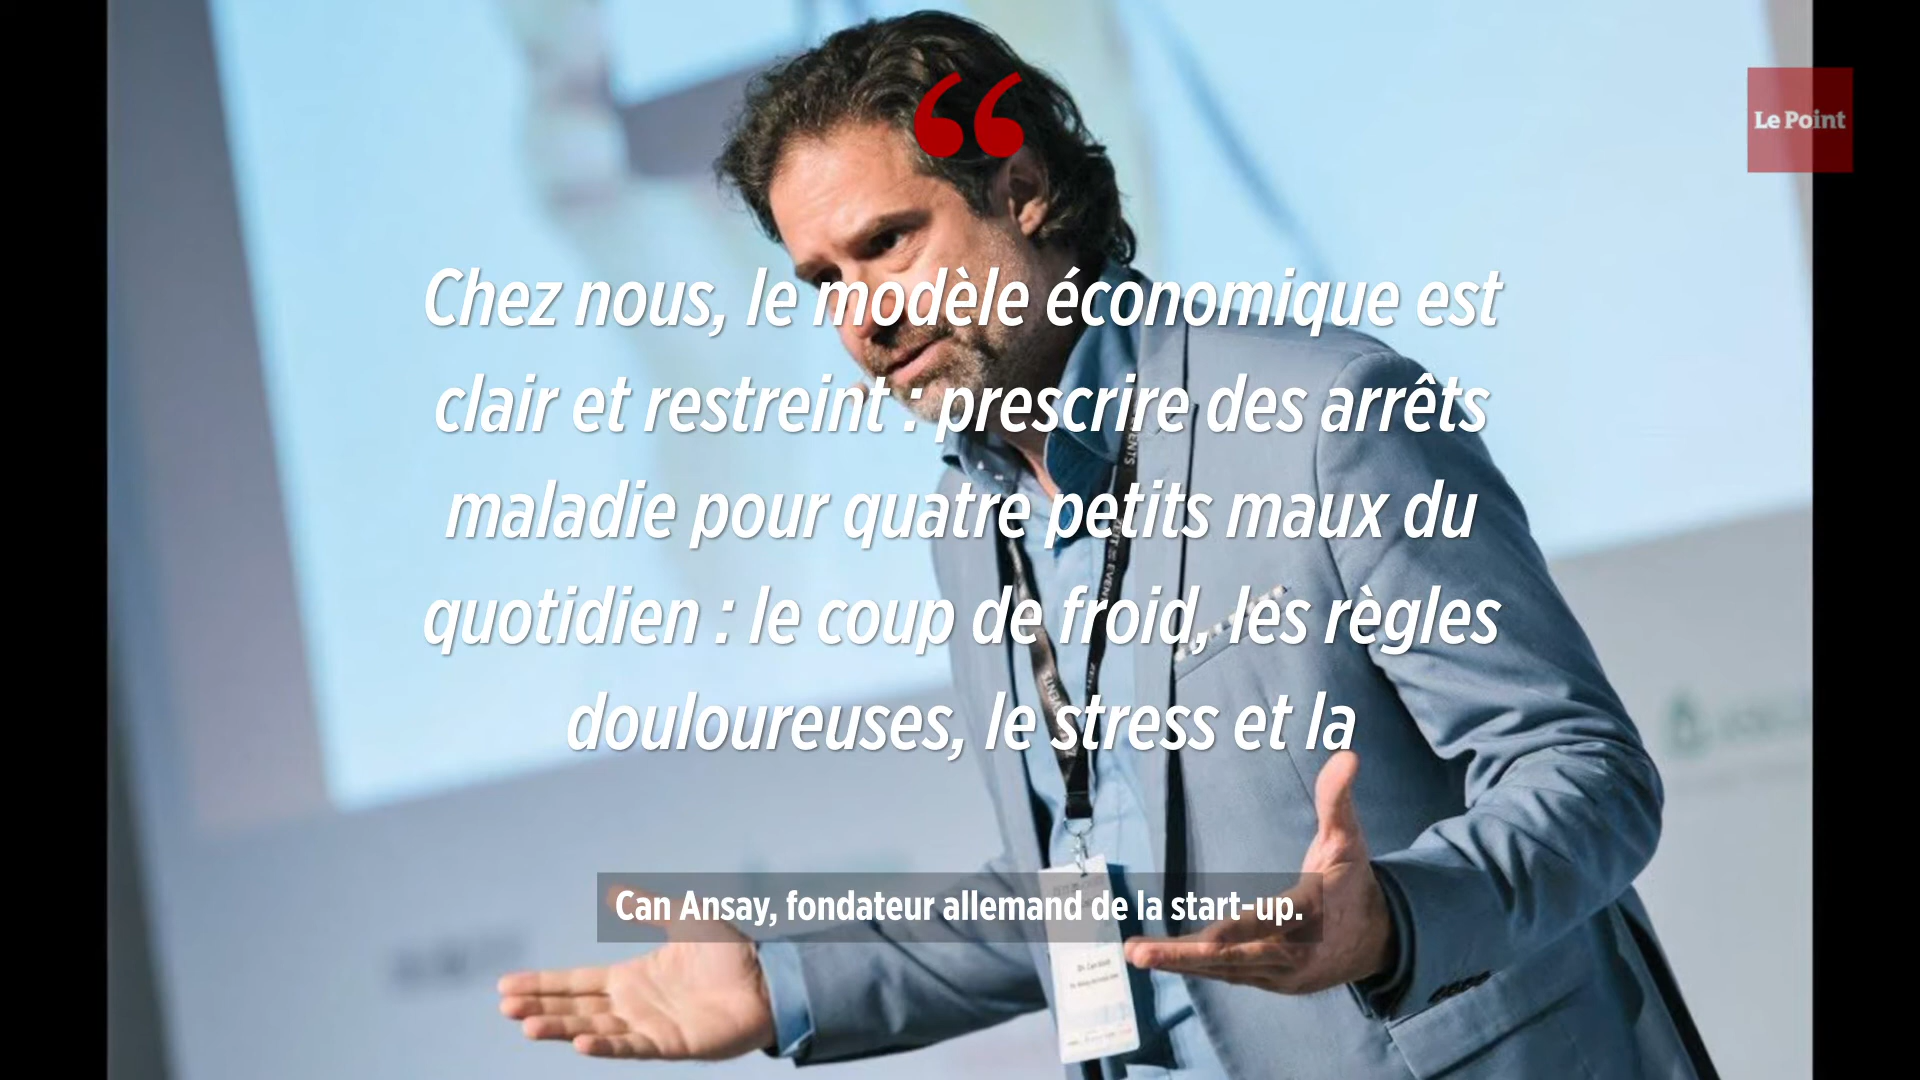 “
Le Point
Chez nous, le modèle économique est
clair et restreint : prescrire des arrêts
maladie pour quatre petits maux du
quotidien : le coup de froid, les règles
douloureuses, le stress et la
Can Ansay, fondateur allemand de la start-up.